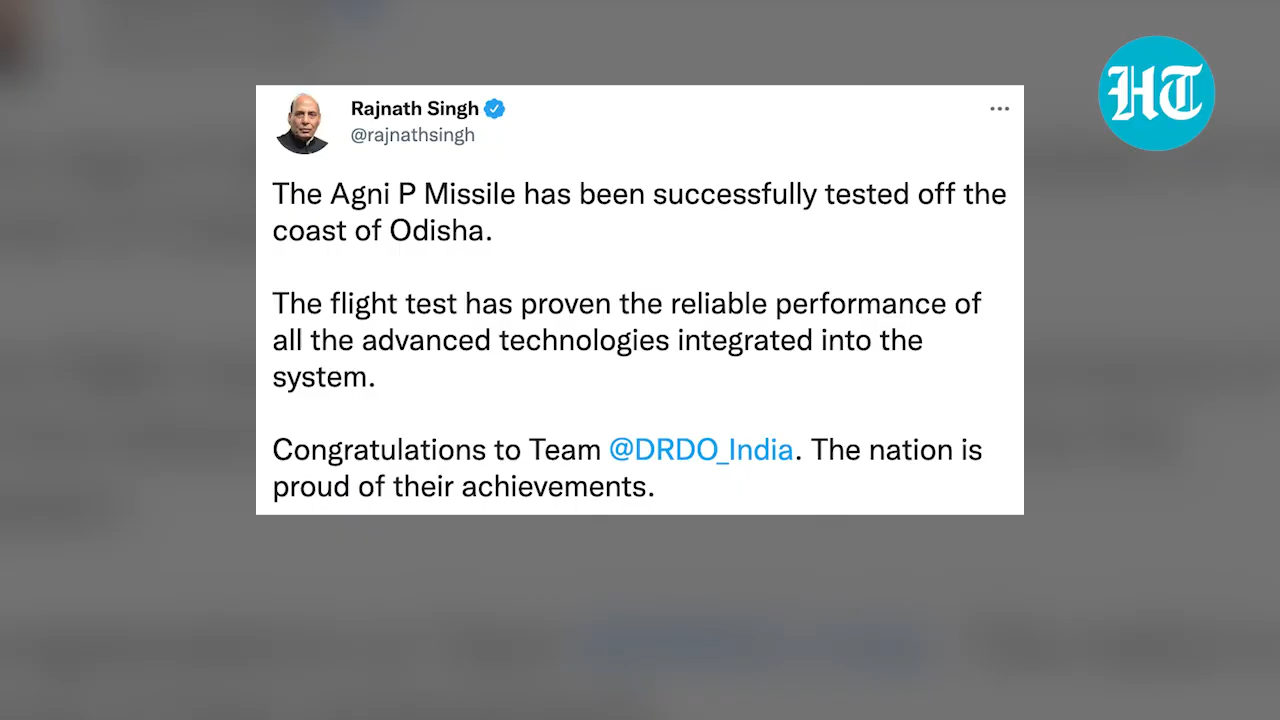 HT
Rajnath Singh
@rajnathsingh
The Agni P Missile has been successfully tested off the
coast of Odisha.
The flight test has proven the reliable performance of
all the advanced technologies integrated into the
system.
Congratulations to Team @DRDO_India. The nation is
proud of their achievements.